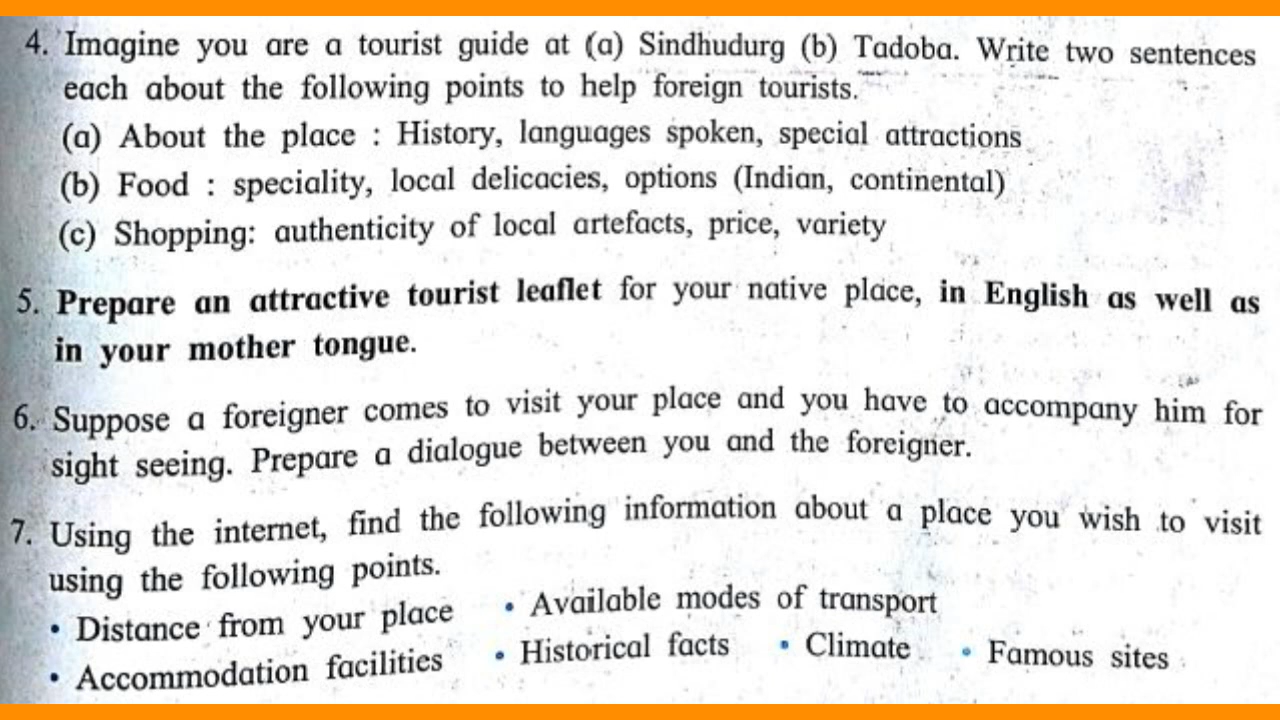 4. Imagine you are a tourist guide at (a) Sindhudurg (b) Tadoba. Write two sentences
each about the following points to help foreign tourists.
(a) About the place : History, languages spoken, special attractions
(b) Food : speciality, local delicacies, options (Indian, continental)
(c) Shopping: authenticity of local artefacts, price, variety
5. Prepare an attractive tourist leaflet for your native place, in English as well as
in your mother tongue.
6. Suppose a foreigner comes to visit your place and you have to accompany him for
sight seeing. Prepare a dialogue between you and the foreigner.
7. Using the internet, find the following information about a place you wish to visit
using the following points.
• Distance from your place • Available modes of transport
• Accommodation facilities • Historical facts • Climate • Famous sites